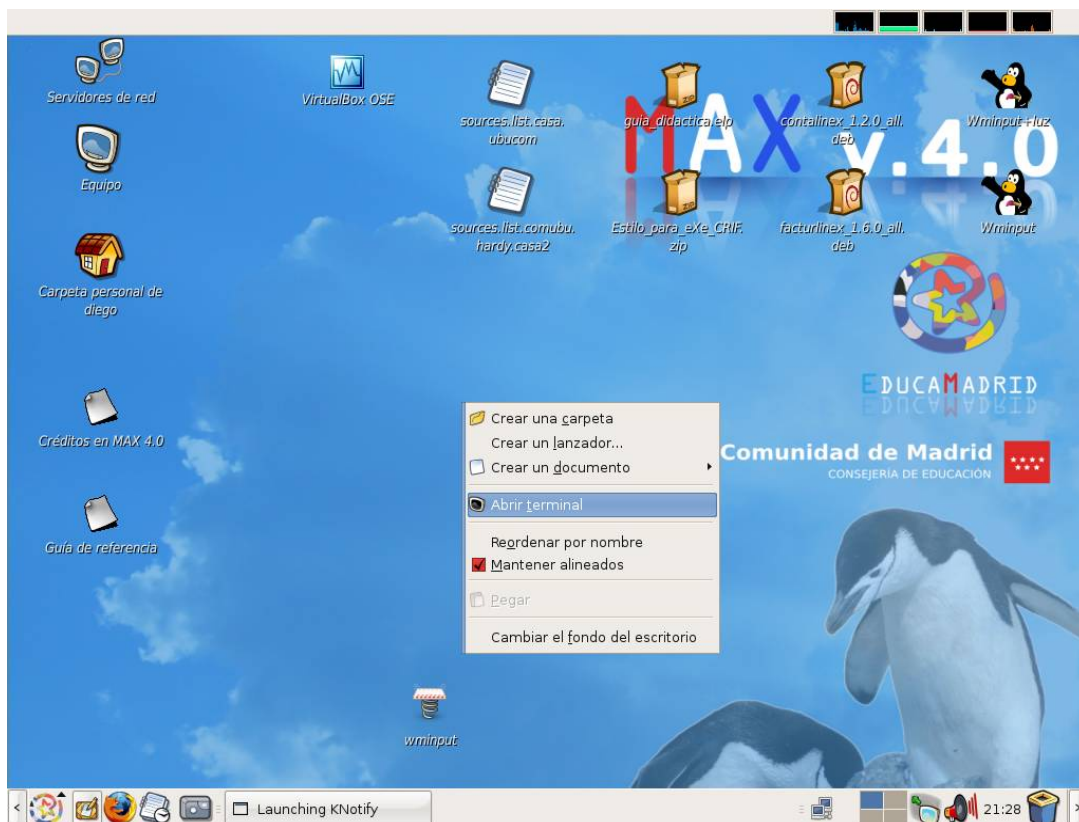 Servidores de red
VirtualBox OSE
sources.list.casa.
ubucom
guia_didactica.elp
contalinex_1.2.0_all.
deb
Wminput+luz
MAX v.4.0
Equipo
sources.list.comubu.
hardy.casa2
Estilo_para_eXe_CRIF.
zip
facturlinex_1.6.0_all.
deb
Wminput
Carpeta personal de
diego
EDUCAMADRID
Créditos en MAX 4.0
Comunidad de Madrid
CONSEJERÍA DE EDUCACIÓN
Guía de referencia
Crear una carpeta
Crear un lanzador...
Crear un documento
Abrir terminal
Reordenar por nombre
Mantener alineados
Pegar
Cambiar el fondo del escritorio
wminput
Launching KNotify
21:28